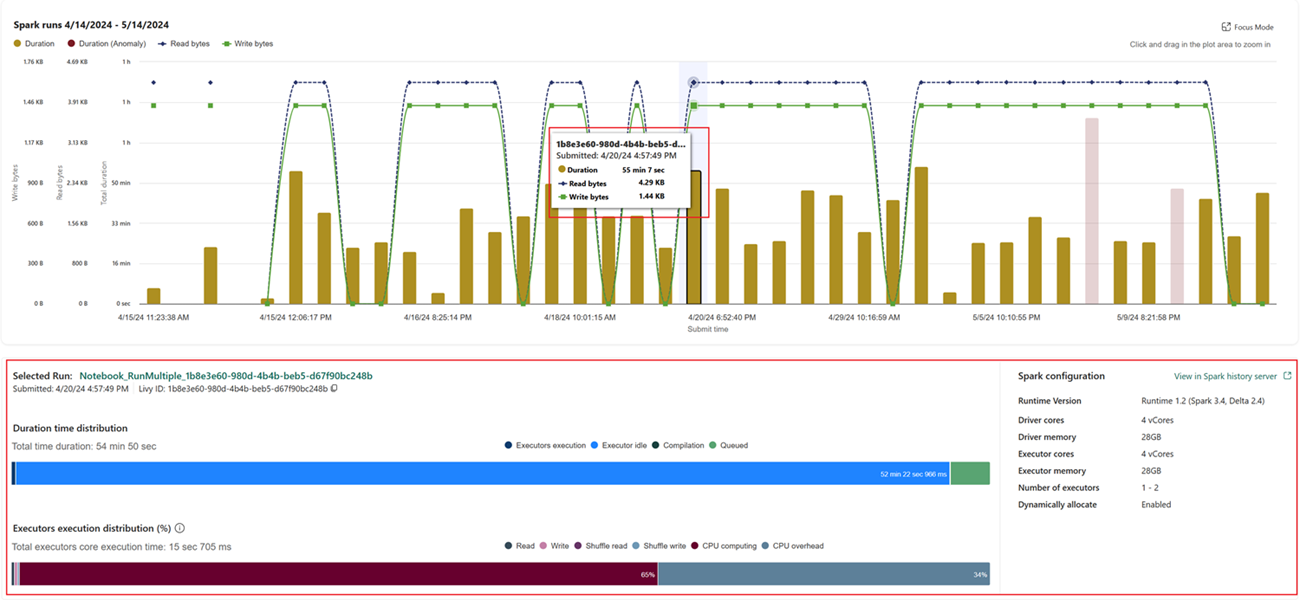 Spark runs 4/14/2024 - 5/14/2024
Focus Mode
Duration Duration (Anomaly) Read bytes Write bytes
Click and drag in the plot area to zoom in
1.76 KB 4.69 KB 1 h
1.46 KB 3.91 KB 1 h
1.17 KB 3.13 KB 1 h
900 B 2.34 KB 50 min
600 B 1.56 KB 33 min
300 B 800 B 16 min
0 B 0 B 0 sec
Write bytes
Read bytes
Total duration
1b8e3e60-980d-4b4b-beb5-d...
Submitted: 4/20/24 4:57:49 PM
Duration 55 min 7 sec
Read bytes 4.29 KB
Write bytes 1.44 KB
4/15/24 11:23:38 AM 4/15/24 12:06:17 PM 4/16/24 8:25:14 PM 4/18/24 10:01:15 AM 4/20/24 6:52:40 PM 4/29/24 10:16:59 AM 5/5/24 10:10:55 PM 5/9/24 8:21:58 PM
Submit time
Selected Run: Notebook_RunMultiple_1b8e3e60-980d-4b4b-beb5-d67f90bc248b
Submitted: 4/20/24 4:57:49 PM Livy ID: 1b8e3e60-980d-4b4b-beb5-d67f90bc248b
Duration time distribution
Total time duration: 54 min 50 sec
Executors execution Executor idle Compilation Queued
52 min 22 sec 966 ms
Executors execution distribution (%)
Total executors core execution time: 15 sec 705 ms
Read Write Shuffle read Shuffle write CPU computing CPU overhead
65% 34%
Spark configuration View in Spark history server
Runtime Version Runtime 1.2 (Spark 3.4, Delta 2.4)
Driver cores 4 vCores
Driver memory 28GB
Executor cores 4 vCores
Executor memory 28GB
Number of executors 1 - 2
Dynamically allocate Enabled